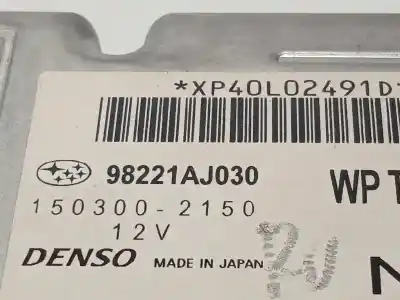 *XP40L02491D
98221AJ030 WP
150300-2150
12V
DENSO MADE IN JAPAN